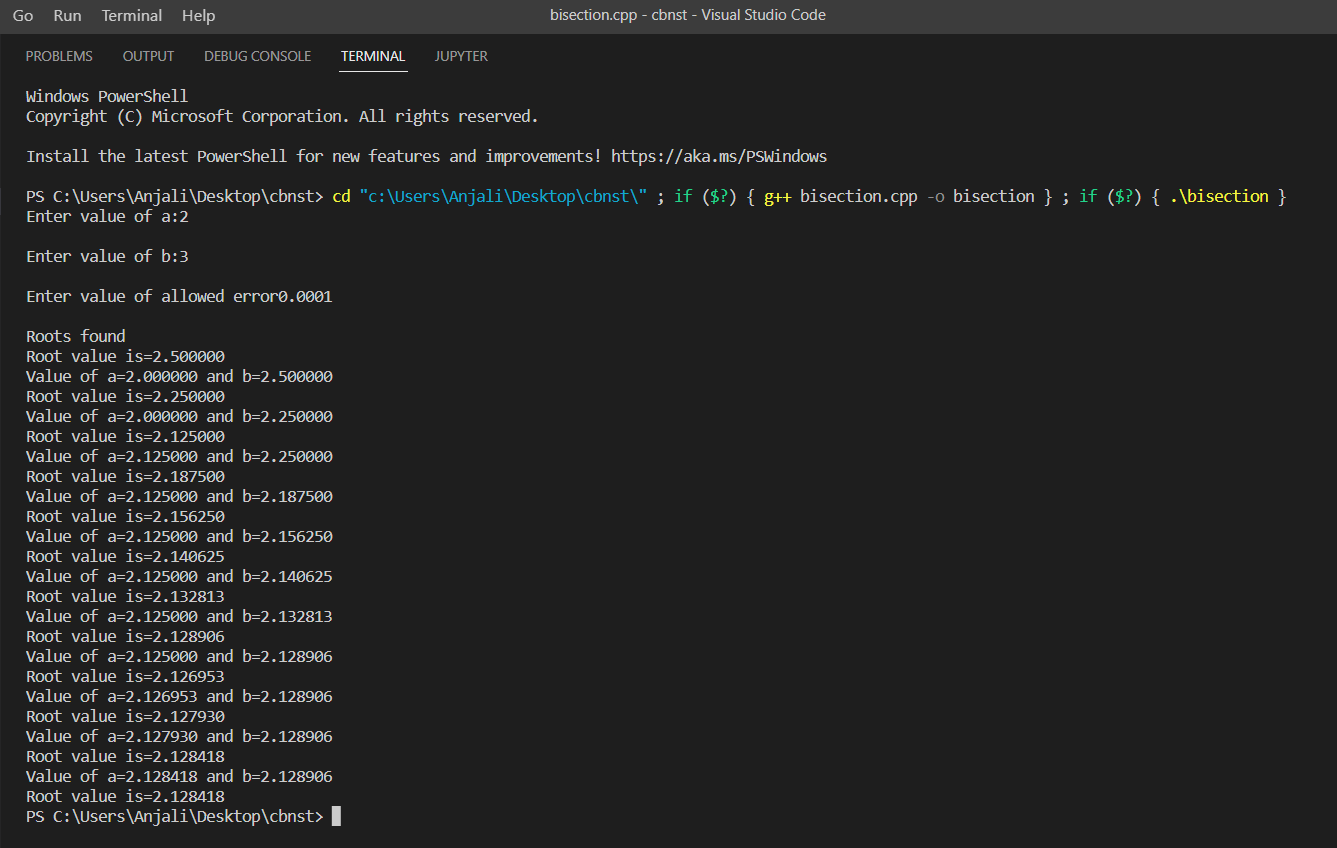 Go Run Terminal Help bisection.cpp - cbnst - Visual Studio Code
PROBLEMS OUTPUT DEBUG CONSOLE TERMINAL JUPYTER
Windows PowerShell
Copyright (C) Microsoft Corporation. All rights reserved.
Install the latest PowerShell for new features and improvements! https://aka.ms/PSWindows
PS C:\Users\Anjali\Desktop\cbnst> cd "c:\Users\Anjali\Desktop\cbnst\" ; if ($?) { g++ bisection.cpp -o bisection } ; if ($?) { .\bisection }
Enter value of a:2
Enter value of b:3
Enter value of allowed error0.0001
Roots found
Root value is=2.500000
Value of a=2.000000 and b=2.500000
Root value is=2.250000
Value of a=2.000000 and b=2.250000
Root value is=2.125000
Value of a=2.125000 and b=2.250000
Root value is=2.187500
Value of a=2.125000 and b=2.187500
Root value is=2.156250
Value of a=2.125000 and b=2.156250
Root value is=2.140625
Value of a=2.125000 and b=2.140625
Root value is=2.132813
Value of a=2.125000 and b=2.132813
Root value is=2.128906
Value of a=2.125000 and b=2.128906
Root value is=2.126953
Value of a=2.126953 and b=2.128906
Root value is=2.127930
Value of a=2.127930 and b=2.128906
Root value is=2.128418
Value of a=2.128418 and b=2.128906
Root value is=2.128418
PS C:\Users\Anjali\Desktop\cbnst>